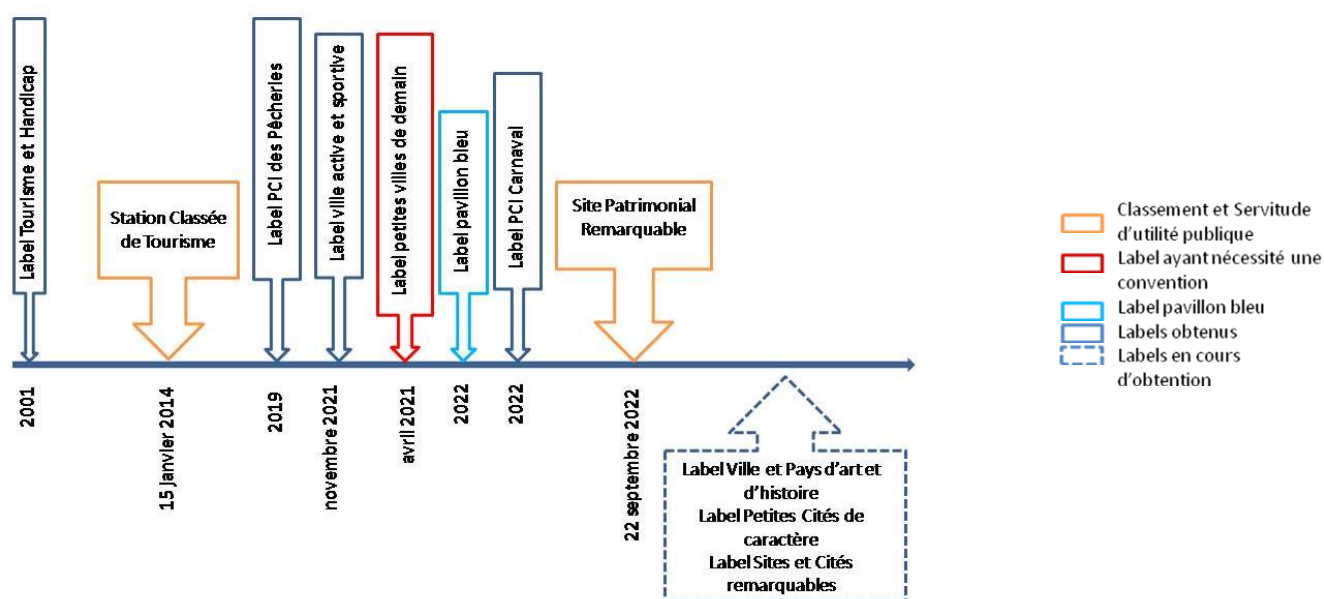 Label Tourisme et Handicap
Station Classée
de Tourisme
Label PCI des Pêcheries
Label ville active et sportive
Label petites villes de demain
Label pavillon bleu
Label PCI Carnaval
Site Patrimonial
Remarquable
2001
15 janvier 2014
2019
novembre 2021
avril 2021
2022
2022
22 septembre 2022
Label Ville et Pays d'art et
d'histoire
Label Petites Cités de
caractère
Label Sites et Cités
remarquables
Classement et Servitude
d'utilité publique
Label ayant nécessité une
convention
Label pavillon bleu
Labels obtenus
Labels en cours
d'obtention